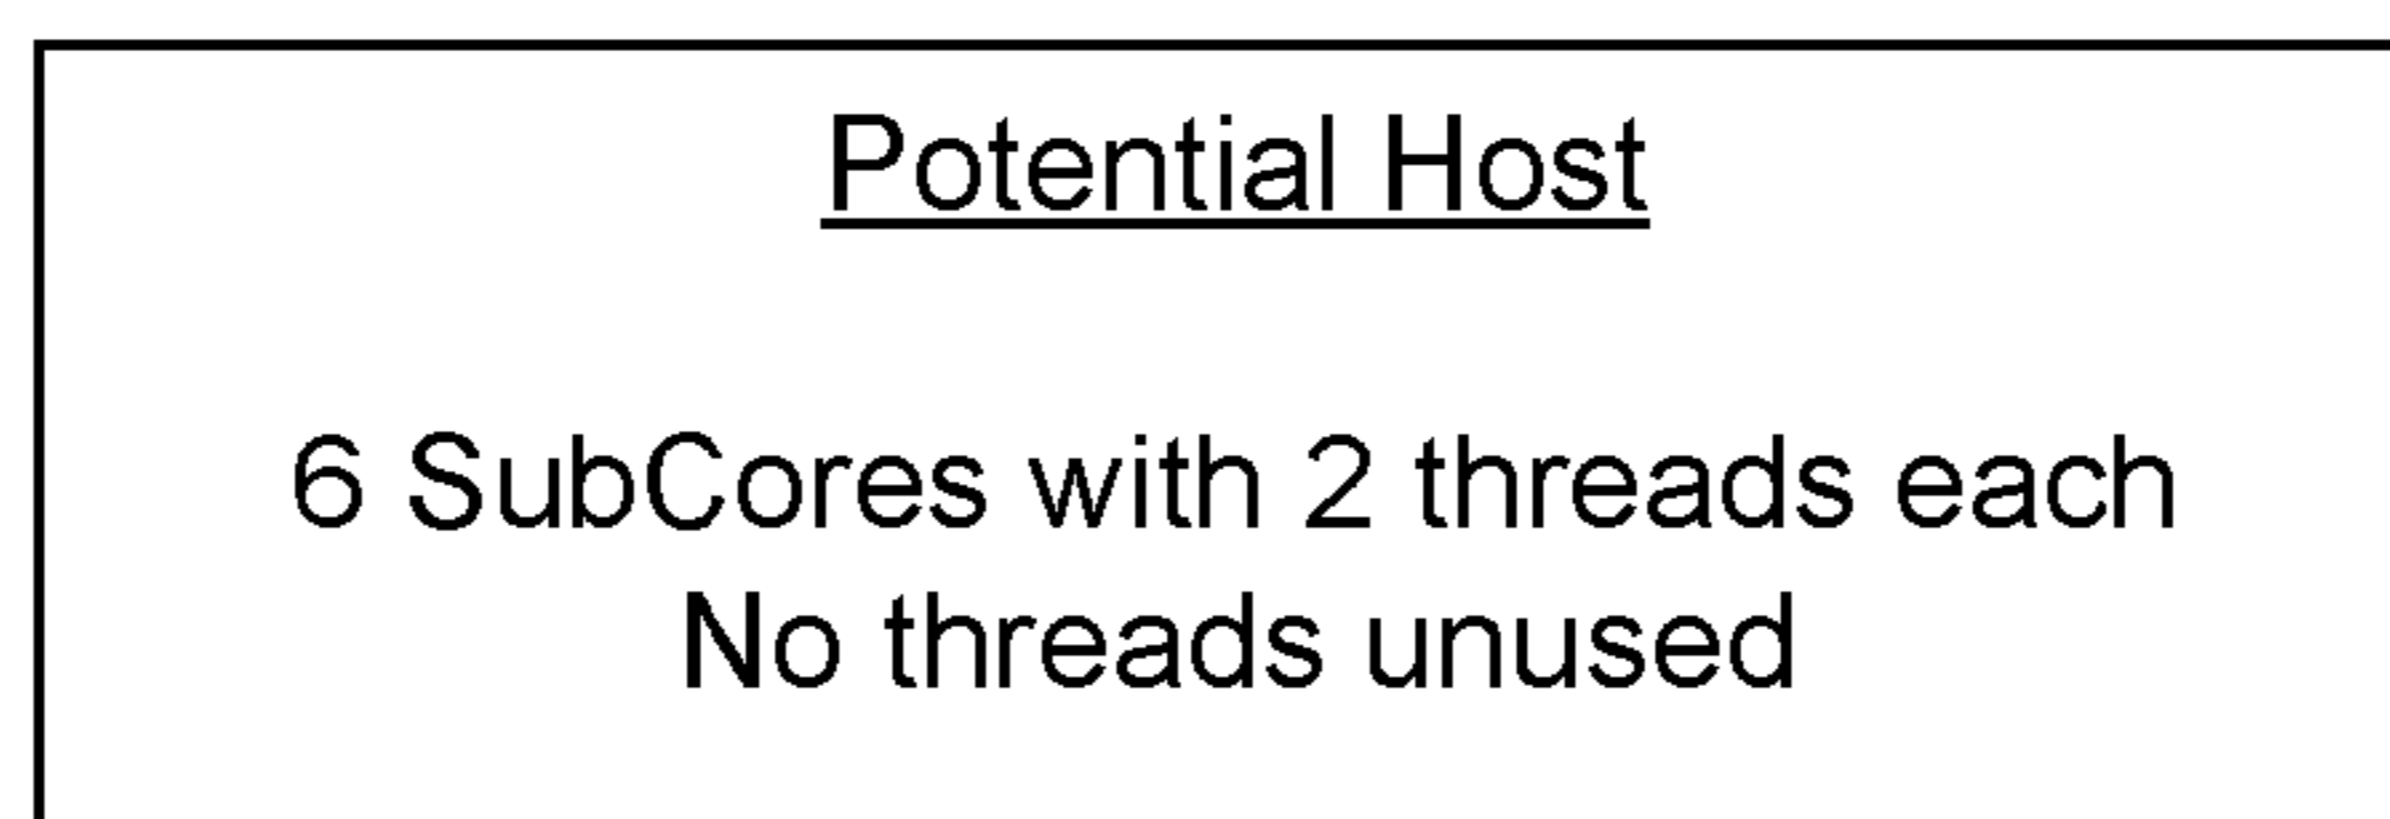 Potential Host
6 SubCores with 2 threads each
No threads unused